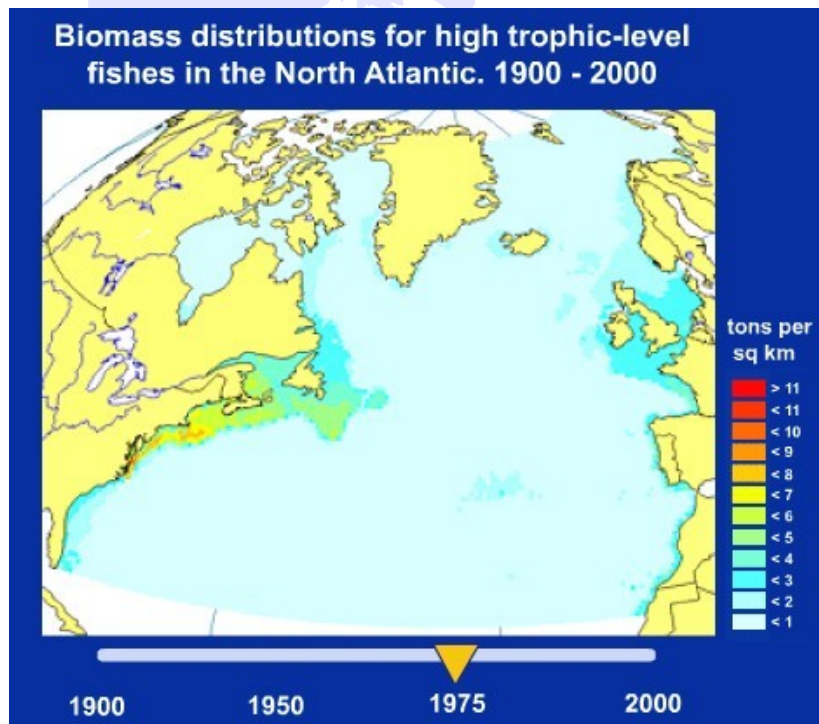 Biomass distributions for high trophic-level
fishes in the North Atlantic. 1900 - 2000
tons per
sq km
> 11
< 11
< 10
< 9
< 8
< 7
< 6
< 5
< 4
< 3
< 2
< 1
1900 1950 1975 2000